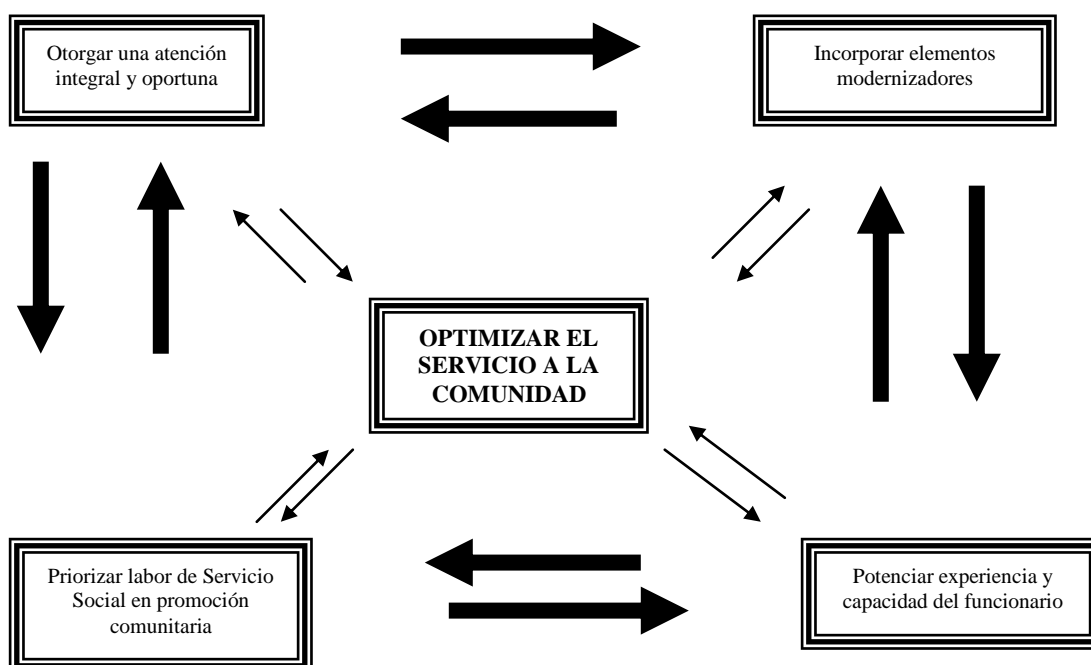 Otorgar una atención
integral y oportuna
Incorporar elementos
modernizadores
OPTIMIZAR EL
SERVICIO A LA
COMUNIDAD
Priorizar labor de Servicio
Social en promoción
comunitaria
Potenciar experiencia y
capacidad del funcionario